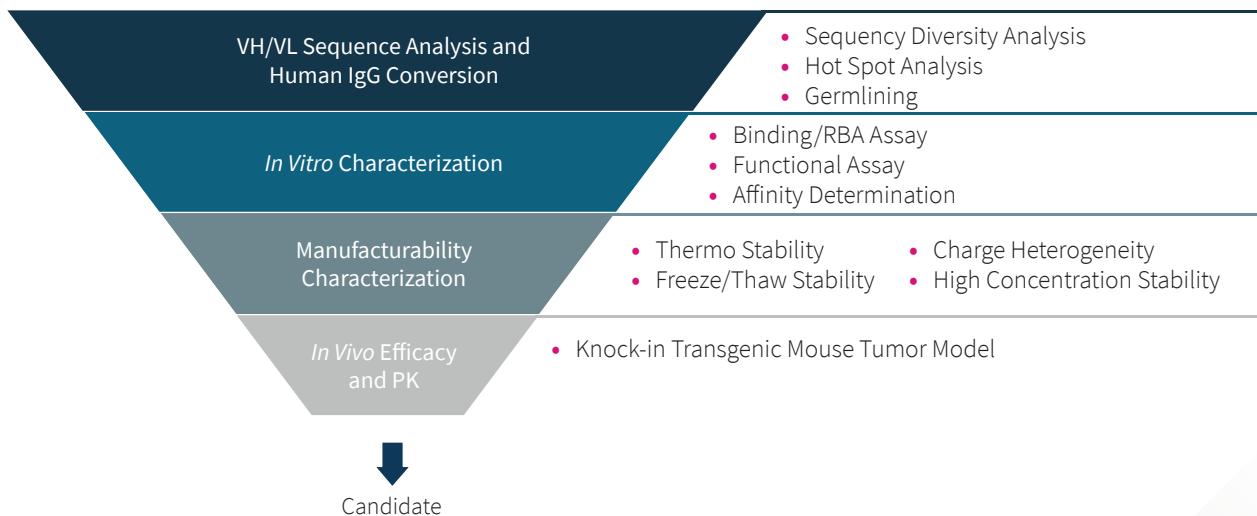 VH/VL Sequence Analysis and
Human IgG Conversion
• Sequency Diversity Analysis
• Hot Spot Analysis
• Germlining
In Vitro Characterization
• Binding/RBA Assay
• Functional Assay
• Affinity Determination
Manufacturability
Characterization
• Thermo Stability
• Freeze/Thaw Stability
• Charge Heterogeneity
• High Concentration Stability
In Vivo Efficacy
and PK
• Knock-in Transgenic Mouse Tumor Model
Candidate